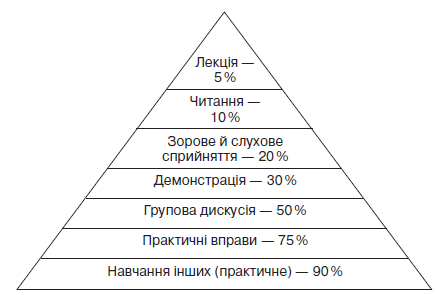 Лекція —
5 %
Читання —
10 %
Зорове й слухове
сприйняття — 20 %
Демонстрація — 30 %
Групова дискусія — 50 %
Практичні вправи — 75 %
Навчання інших (практичне) — 90 %